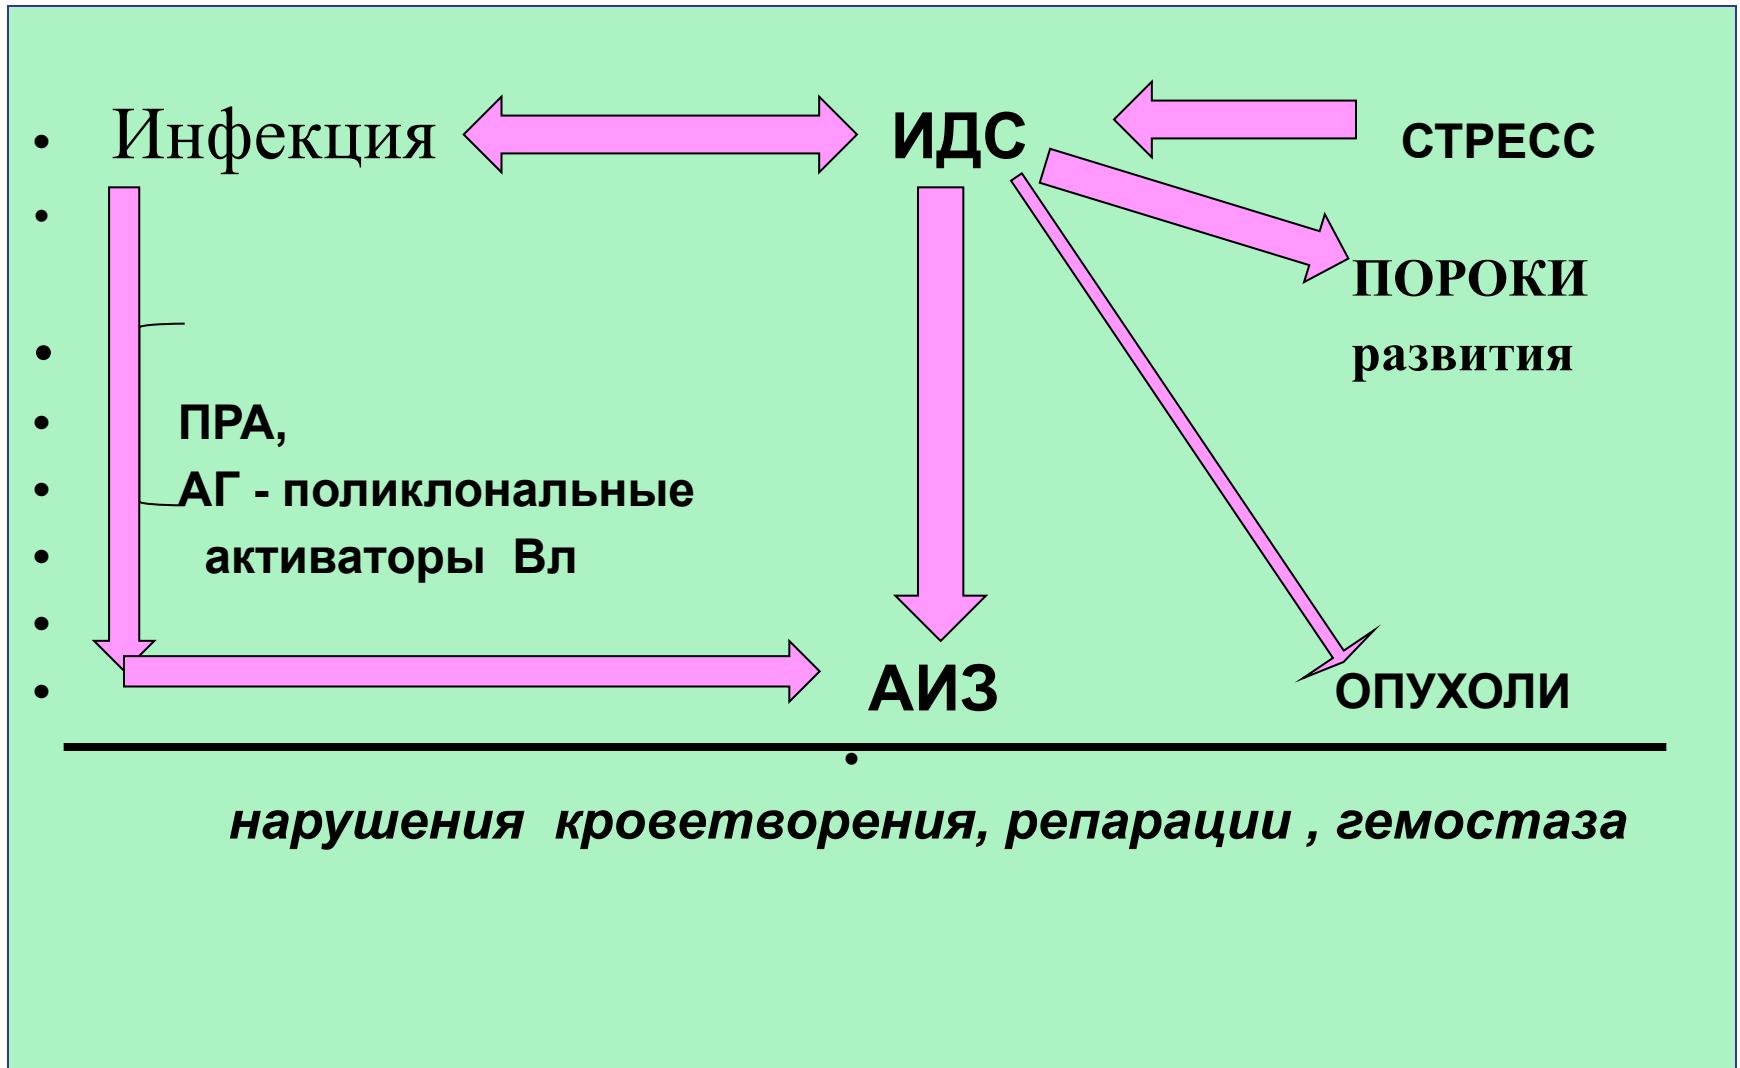 • Инфекция ИДС СТРЕСС
•
ПОРОКИ
• развития
• ПРА,
• АГ - поликлональные
• активаторы Вл
•
• АИЗ ОПУХОЛИ
•
нарушения кроветворения, репарации , гемостаза